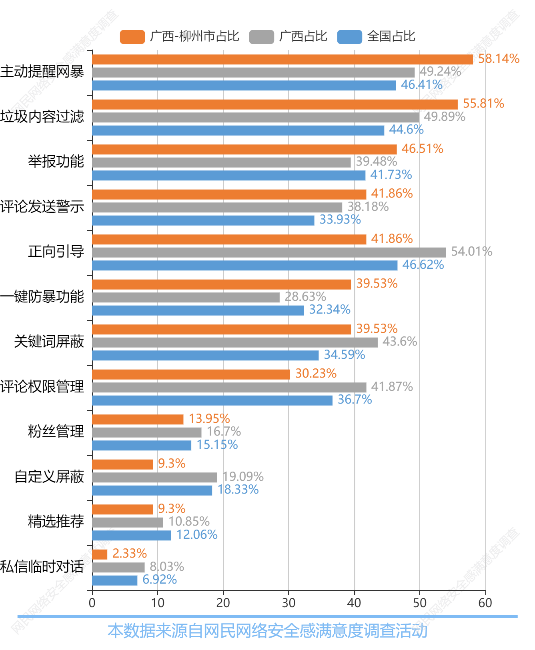 广西-柳州市占比 广西占比 全国占比
主动提醒网暴 58.14%
49.24%
46.41%
垃圾内容过滤 55.81%
49.89%
44.6%
举报功能 46.51%
39.48%
41.73%
评论发送警示 41.86%
38.18%
33.93%
正向引导 41.86%
54.01%
46.62%
一键防暴功能 39.53%
28.63%
32.34%
关键词屏蔽 39.53%
43.6%
34.59%
评论权限管理 30.23%
41.87%
36.7%
粉丝管理 13.95%
16.7%
15.15%
自定义屏蔽 9.3%
19.09%
18.33%
精选推荐 9.3%
10.85%
12.06%
私信临时对话 2.33%
8.03%
6.92%
0 10 20 30 40 50 60
本数据来源自网民网络安全感满意度调查活动